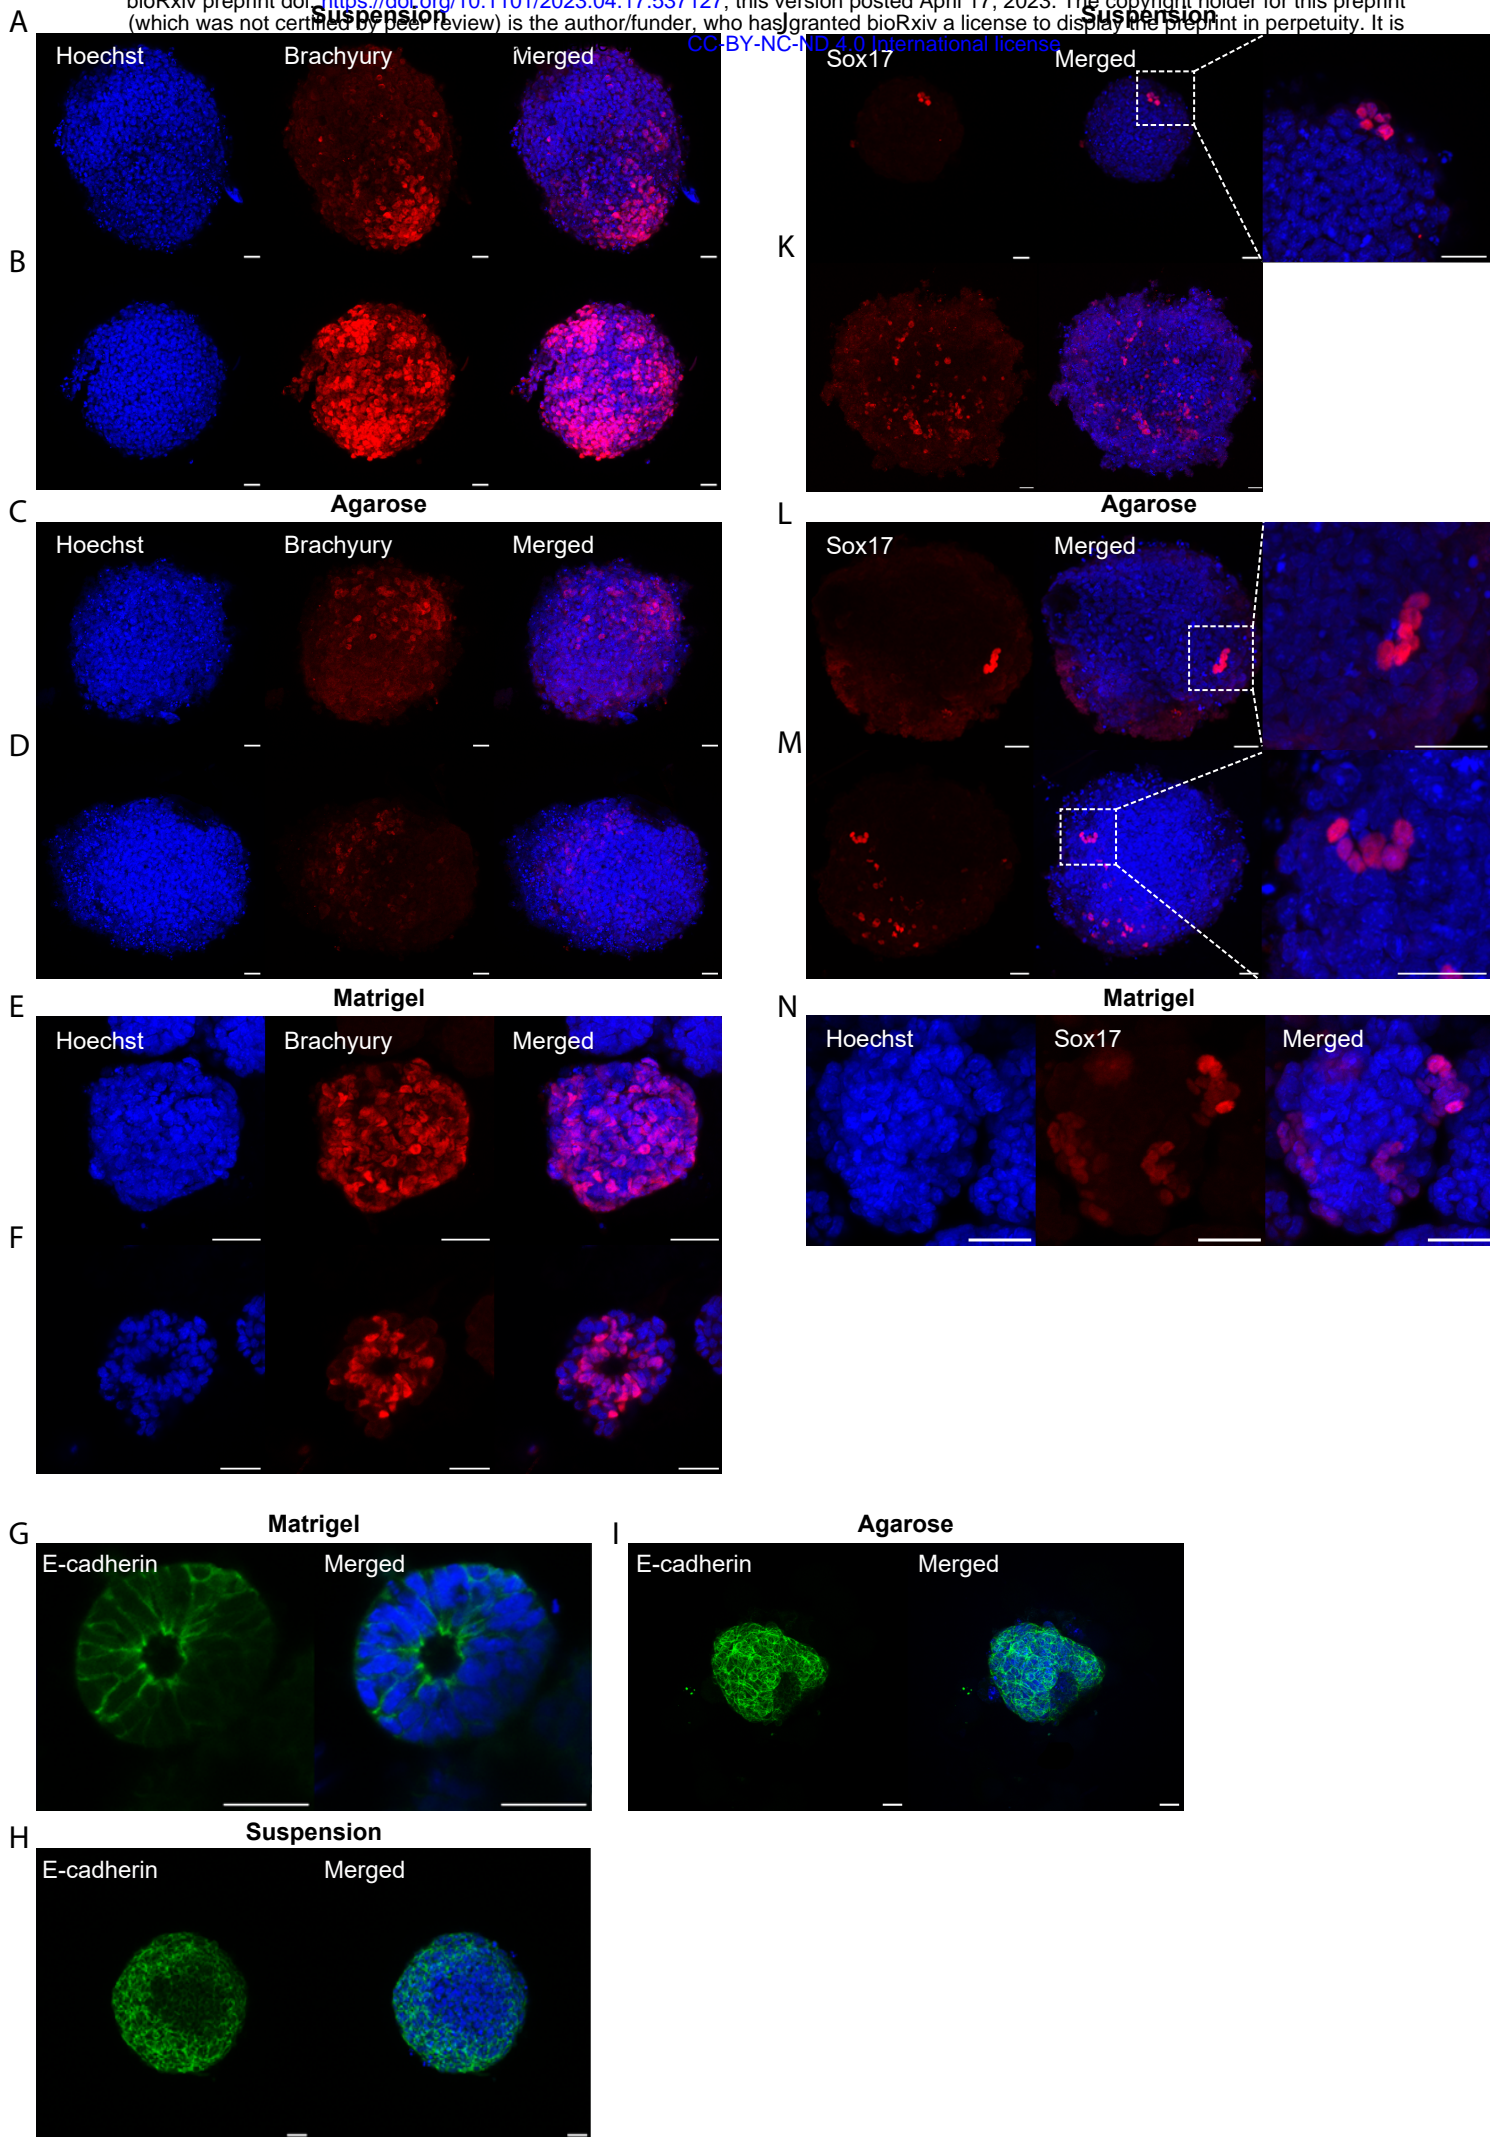 bioRxiv preprint doi: https://doi.org/10.1101/2023.04.17.537127; this version posted April 17, 2023. The copyright holder for this preprint
(which was not certified by peer review) is the author/funder, who has granted bioRxiv a license to display the preprint in perpetuity. It is
CC-BY-NC-ND 4.0 International license
A
Suspension
Hoechst Brachyury Merged
B
C
Agarose
Hoechst Brachyury Merged
D
E
Matrigel
Hoechst Brachyury Merged
F
G
Matrigel
E-cadherin Merged
H
Suspension
E-cadherin Merged
I
Agarose
E-cadherin Merged
J
Suspension
Sox17 Merged
K
L
Agarose
Sox17 Merged
M
N
Matrigel
Hoechst Sox17 Merged